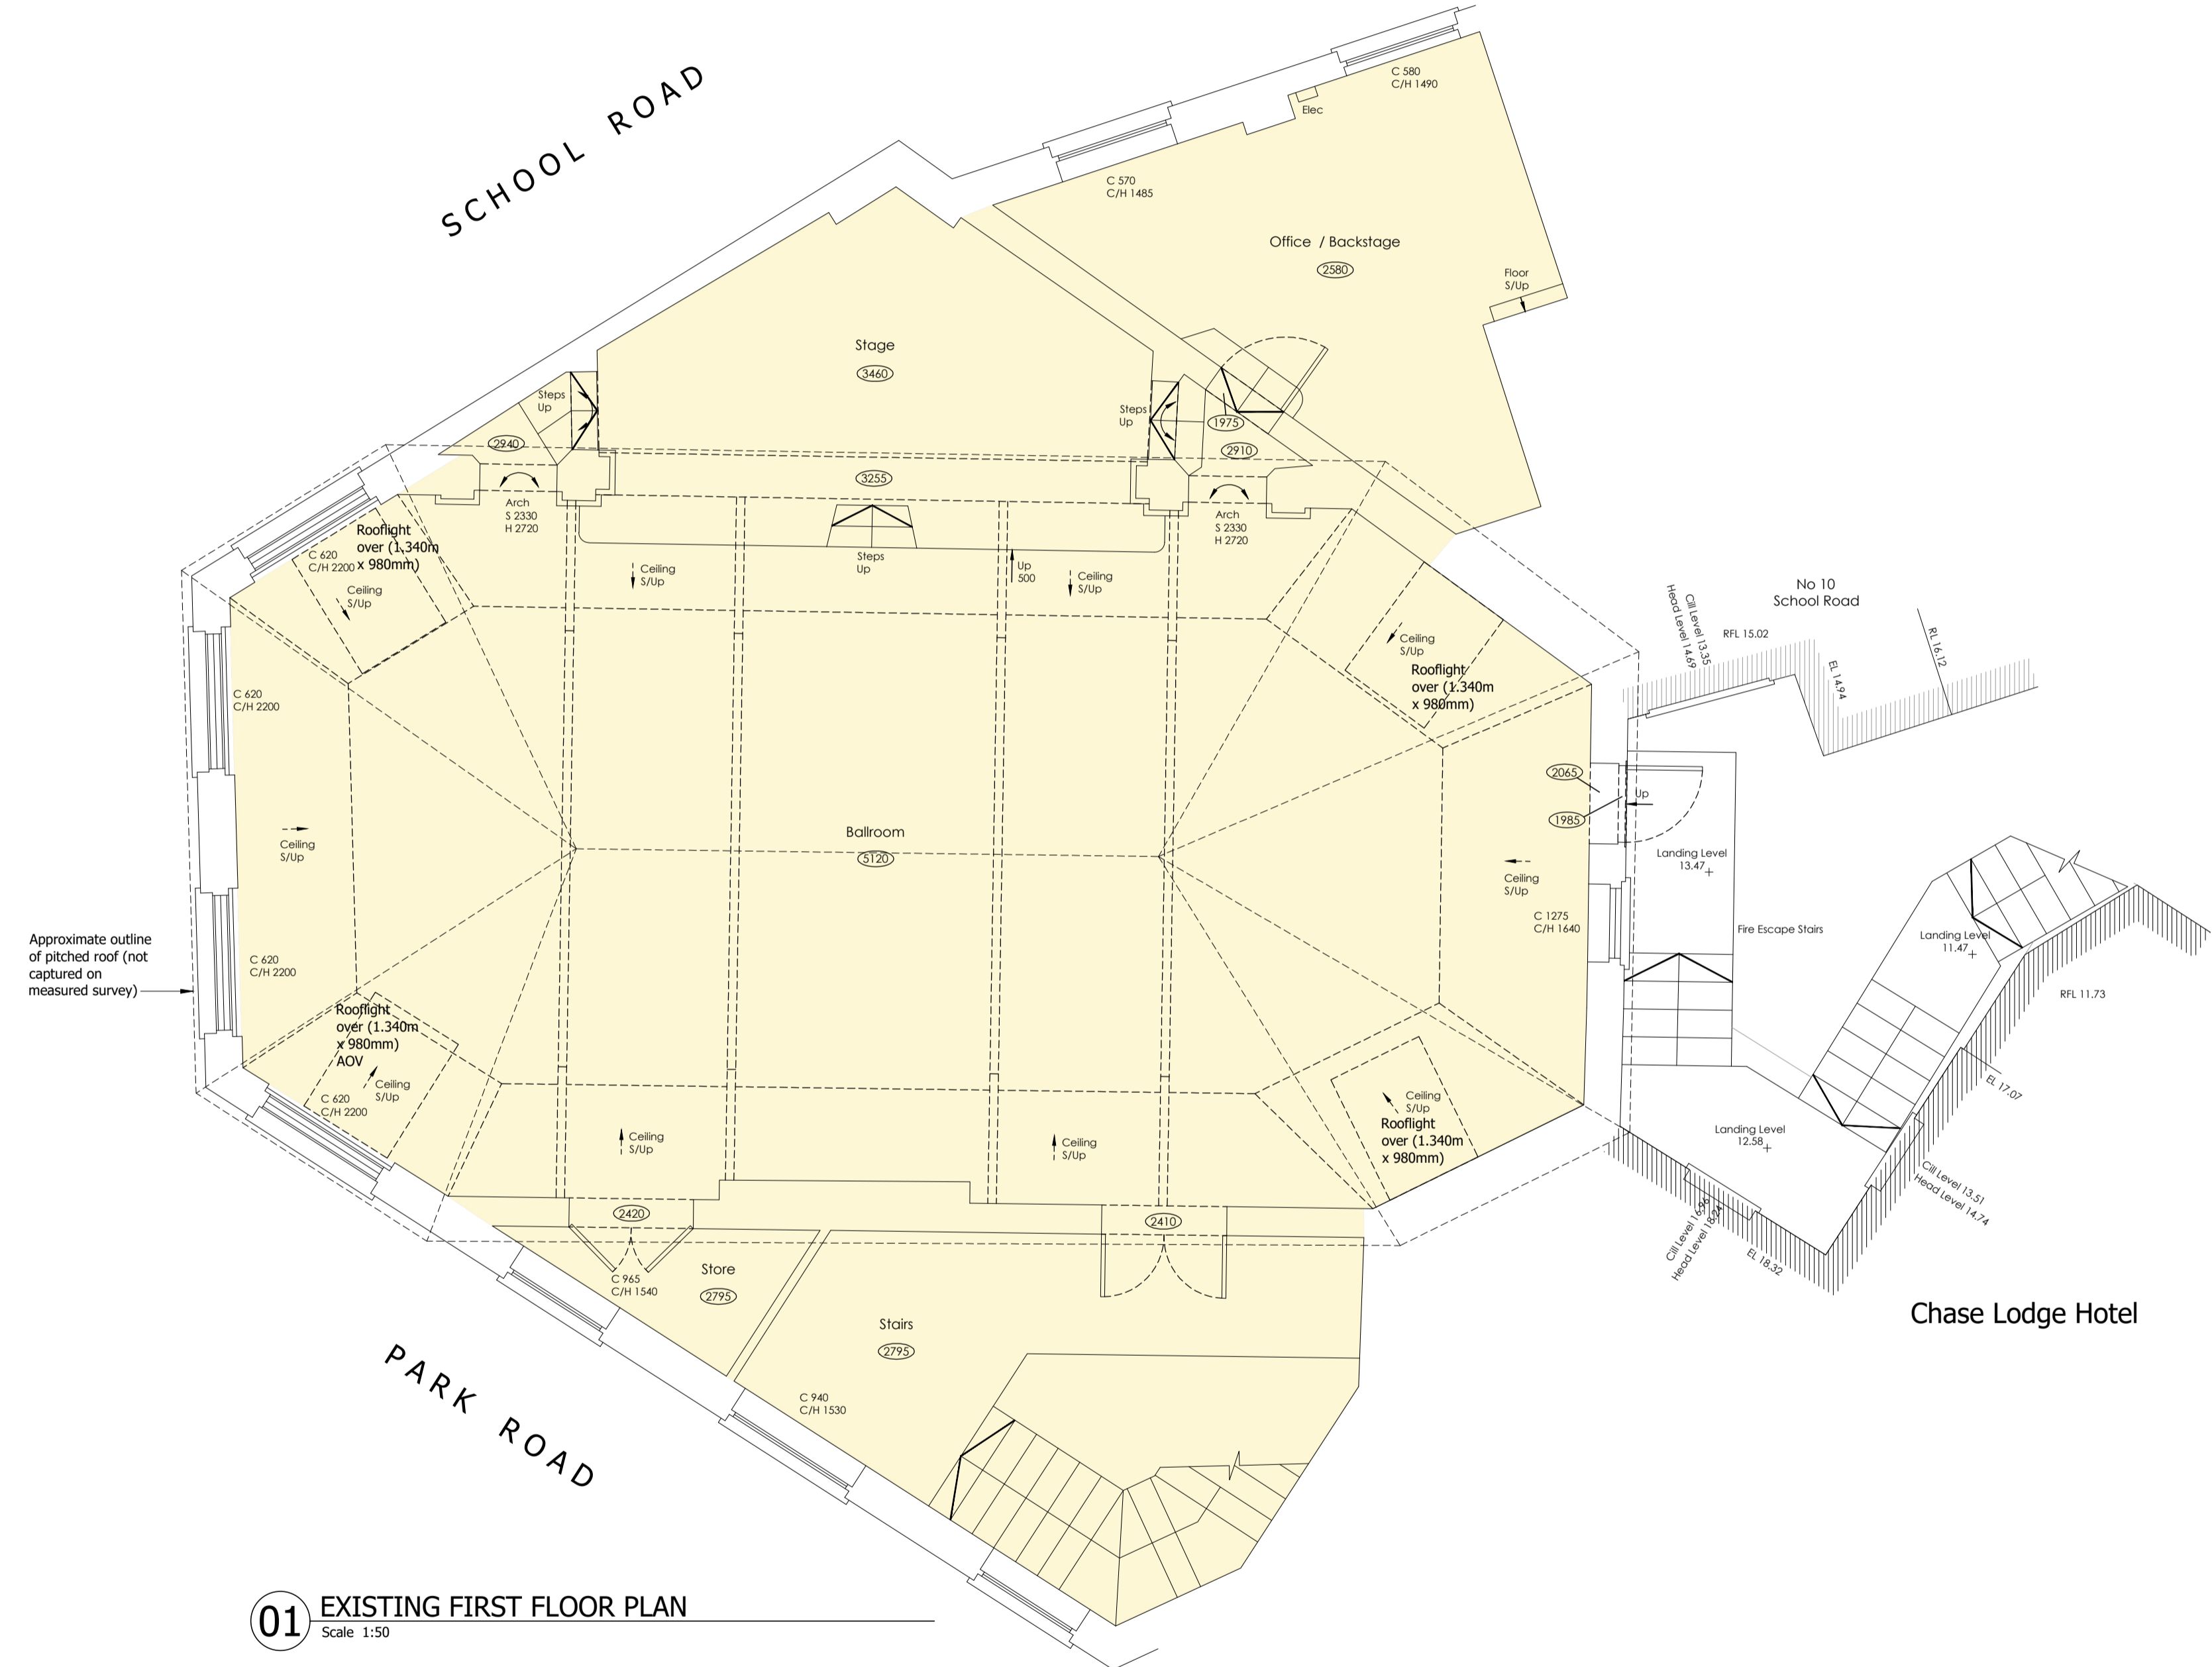 SCHOOL ROAD
C 580
C/H 1490
Elec
C 570
C/H 1485
Office / Backstage
2580
Floor
S/Up
Stage
3460
Steps
Up
Steps
Up
1975
2940
2910
3255
Arch
S 2330
H 2720
Arch
S 2330
H 2720
Rooflight
over (1.340m
x 980mm)
C 620
C/H 2200
Ceiling
S/Up
Steps
Up
Up
500
Ceiling
S/Up
Ceiling
S/Up
No 10
School Road
Cill Level 13.35
Head Level 14.69
RFL 15.02
RL 16.12
EL 14.94
Ceiling
S/Up
Rooflight
over (1.340m
x 980mm)
C 620
C/H 2200
2065
Up
1985
Ceiling
S/Up
Ballroom
5120
Landing Level
13.47
Ceiling
S/Up
C 1275
C/H 1640
Fire Escape Stairs
Landing Level
11.47
Approximate outline
of pitched roof (not
captured on
measured survey)
C 620
C/H 2200
RFL 11.73
Rooflight
over (1.340m
x 980mm)
AOV
Ceiling
S/Up
C 620
C/H 2200
Ceiling
S/Up
Rooflight
over (1.340m
x 980mm)
EL 17.07
Ceiling
S/Up
Ceiling
S/Up
Landing Level
12.58
Cill Level 13.51
Head Level 14.74
Cill Level 16.96
Head Level 18.24
EL 18.32
2420
2410
C 965
C/H 1540
Store
2795
Chase Lodge Hotel
Stairs
2795
PARK ROAD
C 940
C/H 1530
01
EXISTING FIRST FLOOR PLAN
Scale 1:50